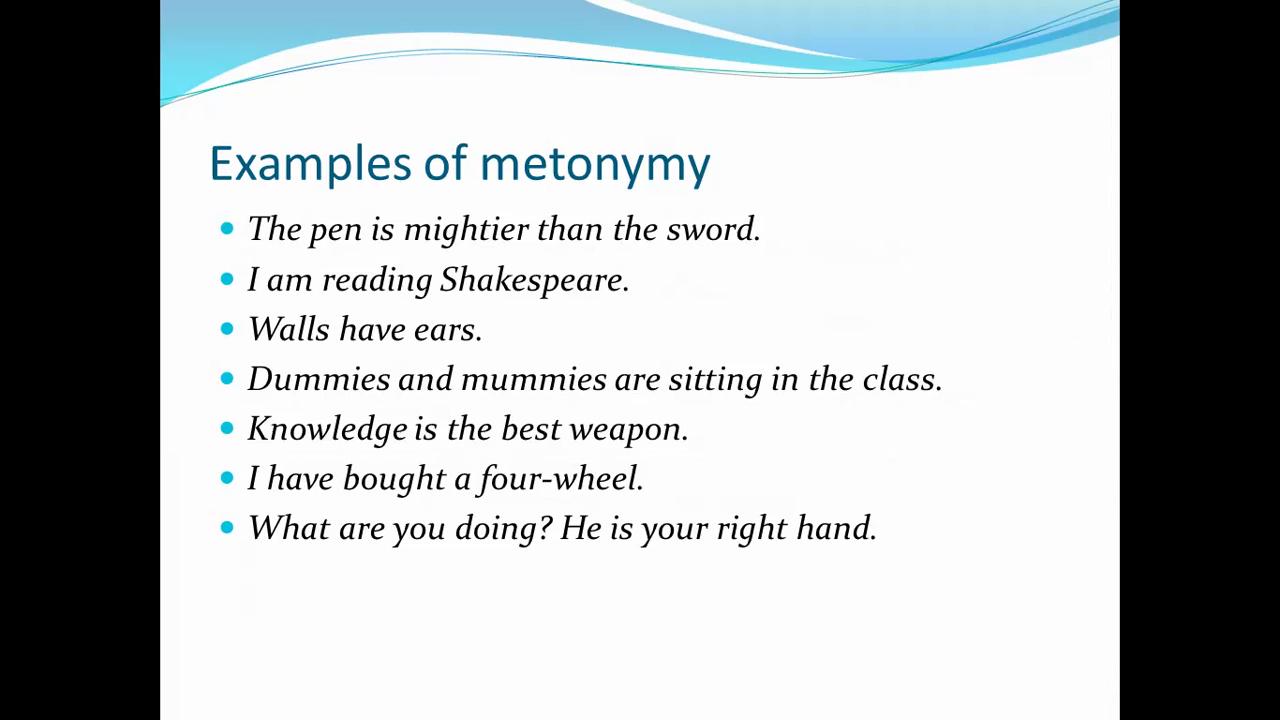 Examples of metonymy
• The pen is mightier than the sword.
• I am reading Shakespeare.
• Walls have ears.
• Dummies and mummies are sitting in the class.
• Knowledge is the best weapon.
• I have bought a four-wheel.
• What are you doing? He is your right hand.